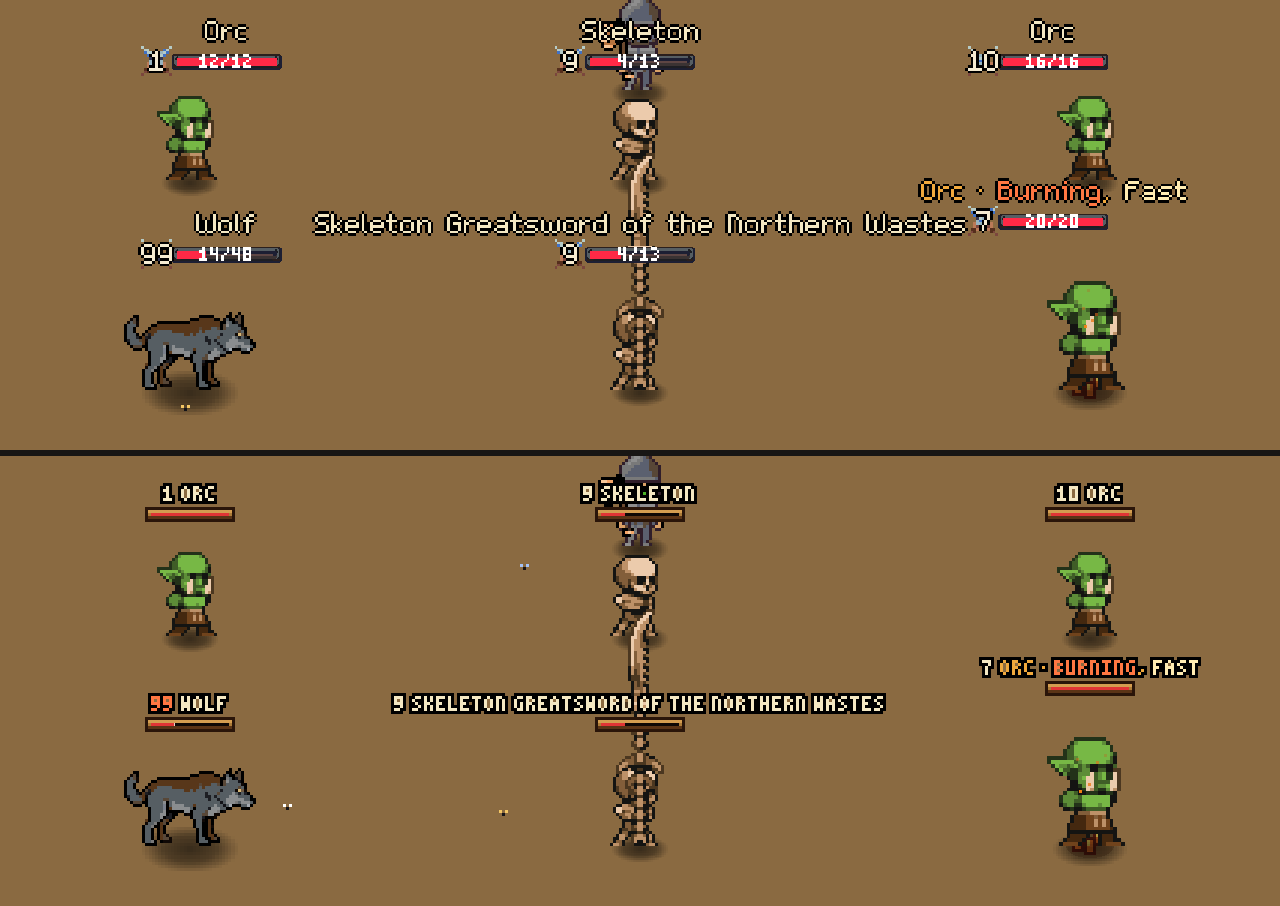 Orc
1 12/12
Skeleton
9 4/13
Orc
10 16/16
Orc · Burning, Fast
7 20/20
Wolf
99 14/48
Skeleton Greatsword of the Northern Wastes
9 4/13
1 ORC
9 SKELETON
10 ORC
7 ORC · BURNING, FAST
99 WOLF
9 SKELETON GREATSWORD OF THE NORTHERN WASTES